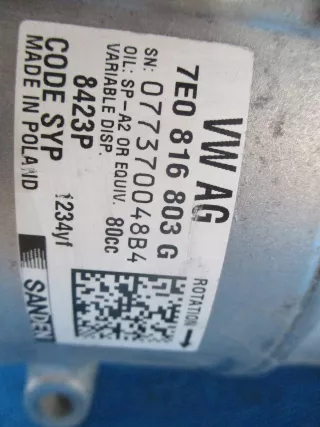 VW AG
7E0 816 803 G
SN: 077370048B4
OIL: SP-A2 OR EQUIV. 80CC
VARIABLE DISP.
8423P
CODE SYP
MADE IN POLAND
1234yf
ROTATION